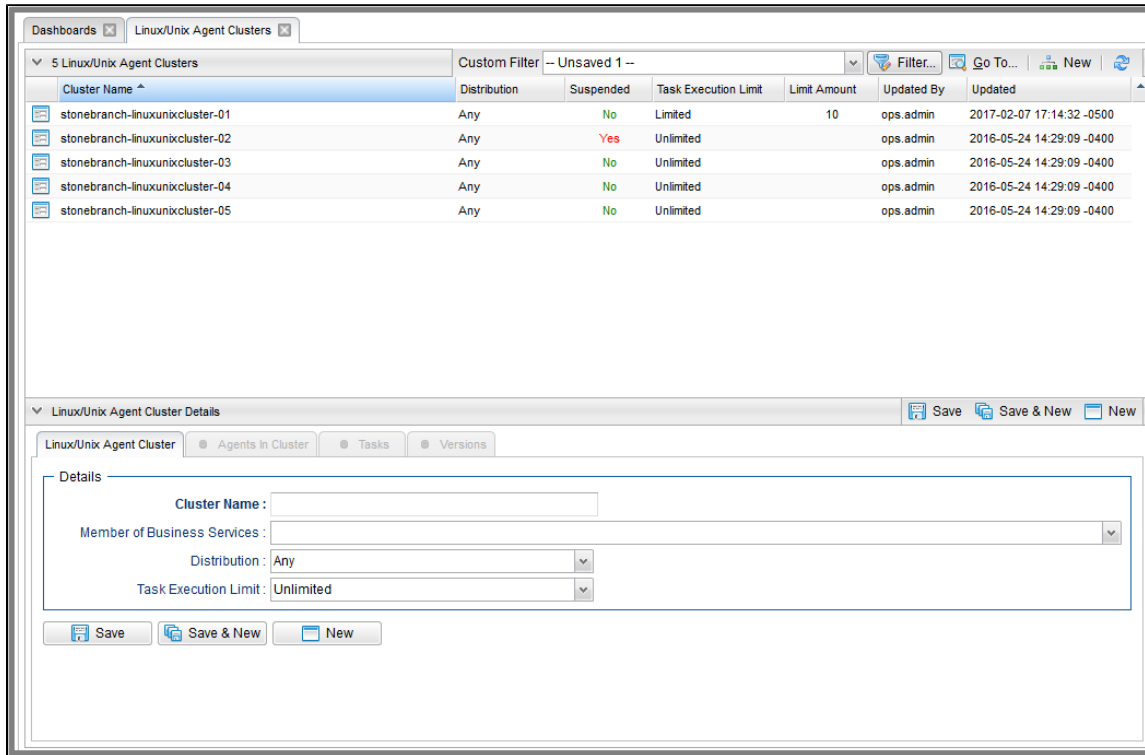 Dashboards Linux/Unix Agent Clusters
5 Linux/Unix Agent Clusters Custom Filter -- Unsaved 1 -- Filter... Go To... New
Cluster Name Distribution Suspended Task Execution Limit Limit Amount Updated By Updated
stonebranch-linuxunixcluster-01 Any No Limited 10 ops.admin 2017-02-07 17:14:32 -0500
stonebranch-linuxunixcluster-02 Any Yes Unlimited ops.admin 2016-05-24 14:29:09 -0400
stonebranch-linuxunixcluster-03 Any No Unlimited ops.admin 2016-05-24 14:29:09 -0400
stonebranch-linuxunixcluster-04 Any No Unlimited ops.admin 2016-05-24 14:29:09 -0400
stonebranch-linuxunixcluster-05 Any No Unlimited ops.admin 2016-05-24 14:29:09 -0400
Linux/Unix Agent Cluster Details Save Save & New New
Linux/Unix Agent Cluster Agents In Cluster Tasks Versions
Details
Cluster Name :
Member of Business Services :
Distribution : Any
Task Execution Limit : Unlimited
Save Save & New New